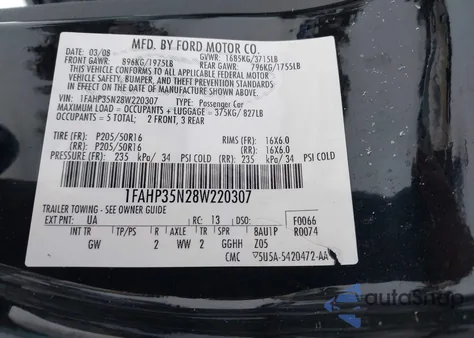 MFD. BY FORD MOTOR CO.
DATE: 03/08 GVWR: 1685KG/3715LB
FRONT GAWR: 896KG/1975LB REAR GAWR: 796KG/1755LB
THIS VEHICLE CONFORMS TO ALL APPLICABLE FEDERAL MOTOR
VEHICLE SAFETY, BUMPER, AND THEFT PREVENTION STANDARDS
IN EFFECT ON THE DATE OF MANUFACTURE SHOWN ABOVE.
VIN: 1FAHP35N28W220307 TYPE: Passenger Car
MAXIMUM LOAD = OCCUPANTS + LUGGAGE = 375KG/827LB
OCCUPANTS = 5 TOTAL: 2 FRONT, 3 REAR
TIRE (FR): P205/50R16 RIMS (FR): 16X6.0
(RR): P205/50R16 (RR): 16X6.0
PRESSURE (FR): 235 kPa/ 34 PSI COLD (RR): 235 kPa/ 34 PSI COLD
1FAHP35N28W220307
TRAILER TOWING - SEE OWNER GUIDE
EXT PNT: UA RC: 13 DSO: F0066
INT TR TP/PS R AXLE TR SPR BAU1P R0074
GW 2 WW 2 GGHH Z05
CMC 5U5A-5420472-AA
autoSnap